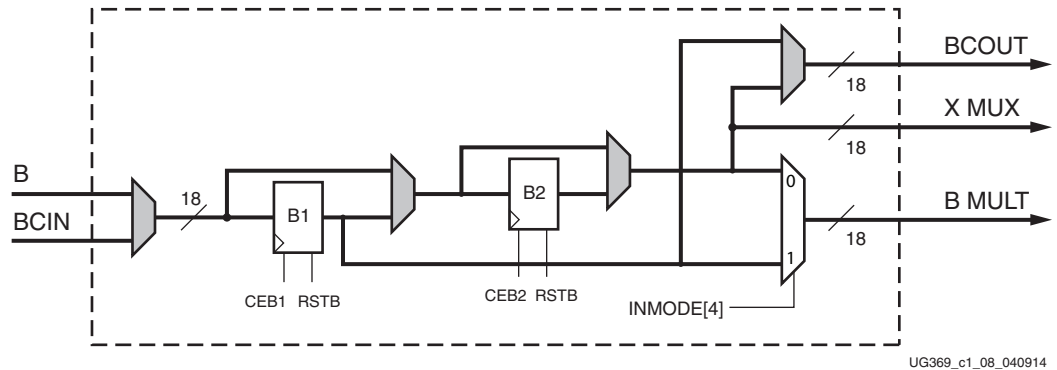 BCOUT
18
X MUX
18
B
18
B1
B2
0
B MULT
BCIN
18
1
CEB1 RSTB
CEB2 RSTB
INMODE[4]
UG369_c1_08_040914